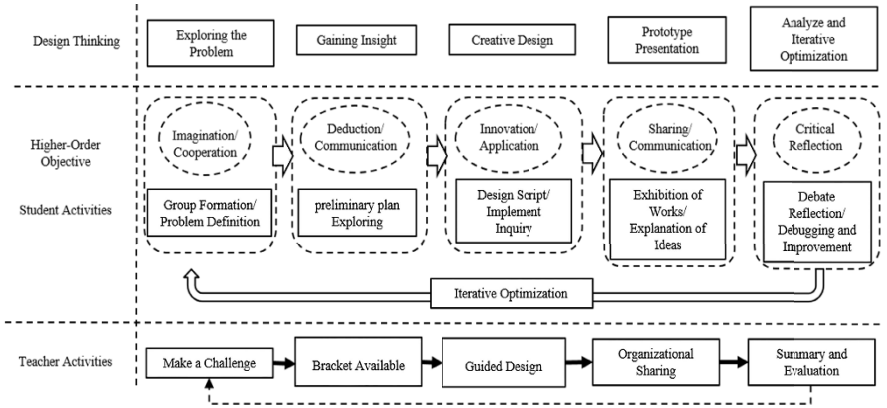 Design Thinking
Exploring the
Problem
Gaining Insight
Creative Design
Prototype
Presentation
Analyze and
Iterative
Optimization
Higher-Order
Objective
Imagination/
Cooperation
Deduction/
Communication
Innovation/
Application
Sharing/
Communication
Critical
Reflection
Student Activities
Group Formation/
Problem Definition
preliminary plan
Exploring
Design Script/
Implement
Inquiry
Exhibition of
Works/
Explanation of
Ideas
Debate
Reflection/
Debugging and
Improvement
Iterative Optimization
Teacher Activities
Make a Challenge
Bracket Available
Guided Design
Organizational
Sharing
Summary and
Evaluation